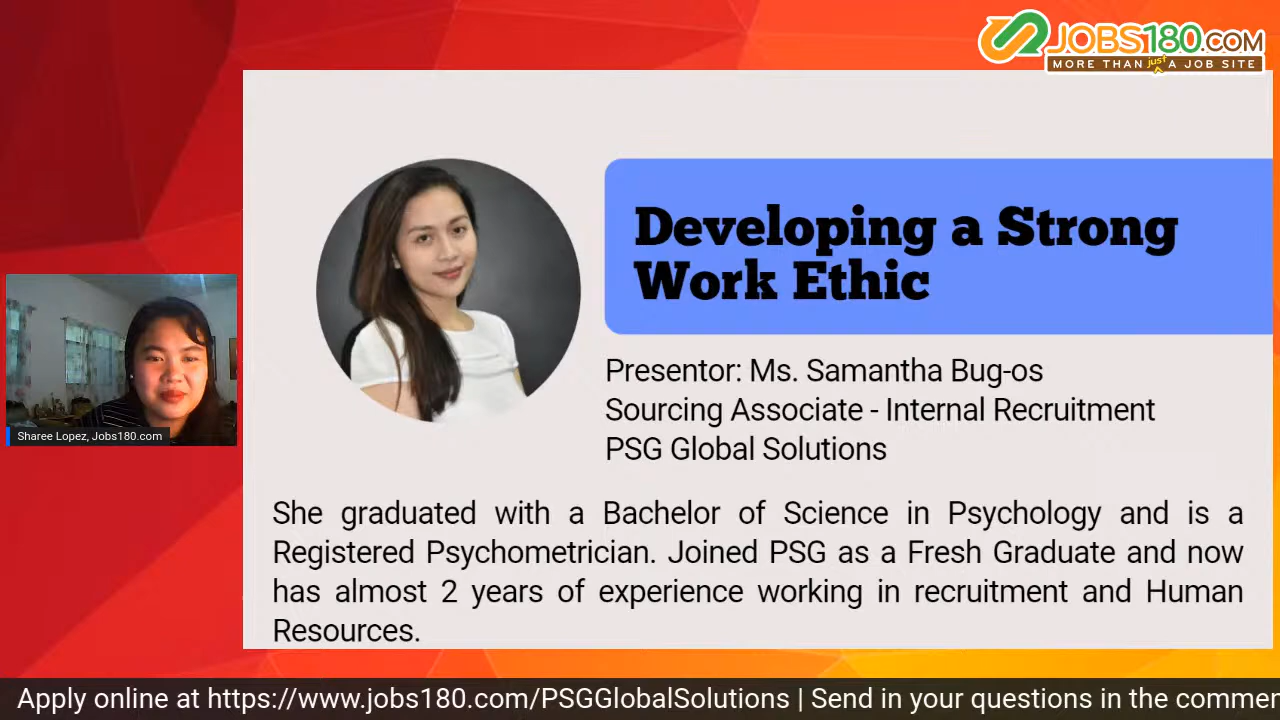 JOBS180.COM
MORE THAN just A JOB SITE
Developing a Strong
Work Ethic
Presentor: Ms. Samantha Bug-os
Sourcing Associate - Internal Recruitment
PSG Global Solutions
Sharee Lopez, Jobs180.com
She graduated with a Bachelor of Science in Psychology and is a
Registered Psychometrician. Joined PSG as a Fresh Graduate and now
has almost 2 years of experience working in recruitment and Human
Resources.
Apply online at https://www.jobs180.com/PSGGlobalSolutions | Send in your questions in the commen